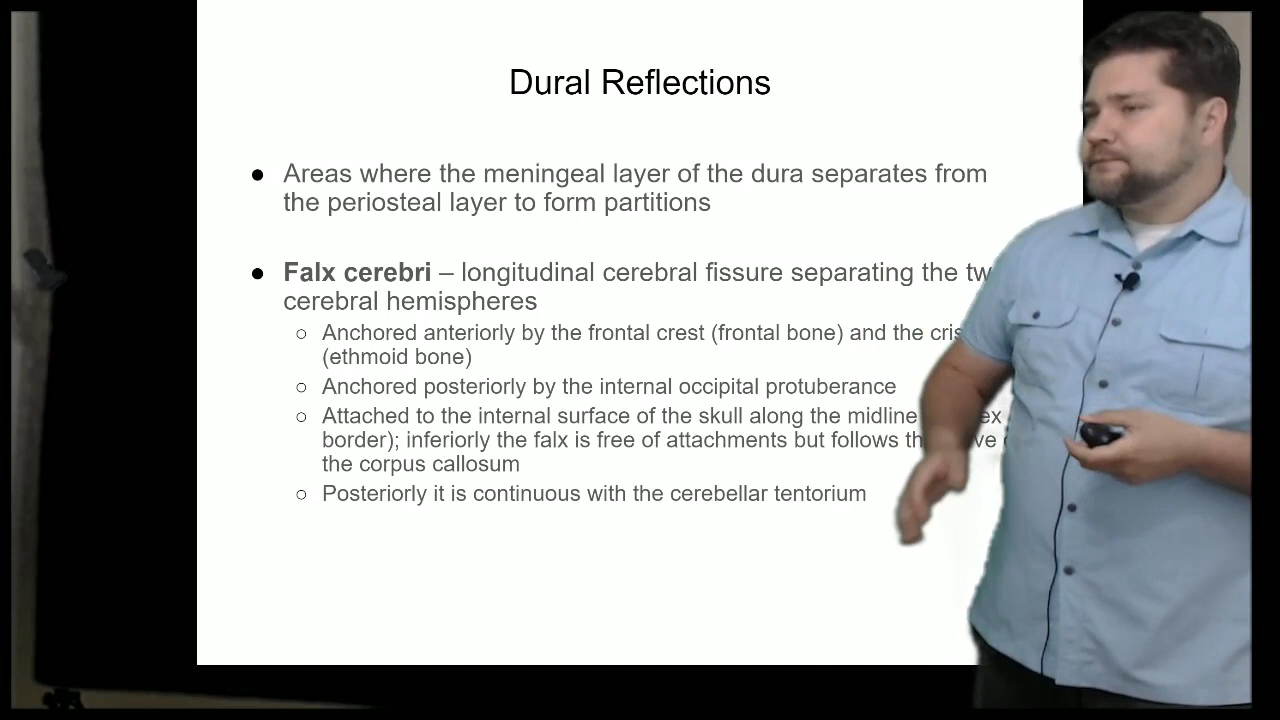 Dural Reflections
● Areas where the meningeal layer of the dura separates from
the periosteal layer to form partitions
● Falx cerebri – longitudinal cerebral fissure separating the
cerebral hemispheres
○ Anchored anteriorly by the frontal crest (frontal bone) and the
(ethmoid bone)
○ Anchored posteriorly by the internal occipital protuberance
○ Attached to the internal surface of the skull along the midline
border); inferiorly the falx is free of attachments but follows
the corpus callosum
○ Posteriorly it is continuous with the cerebellar tentorium